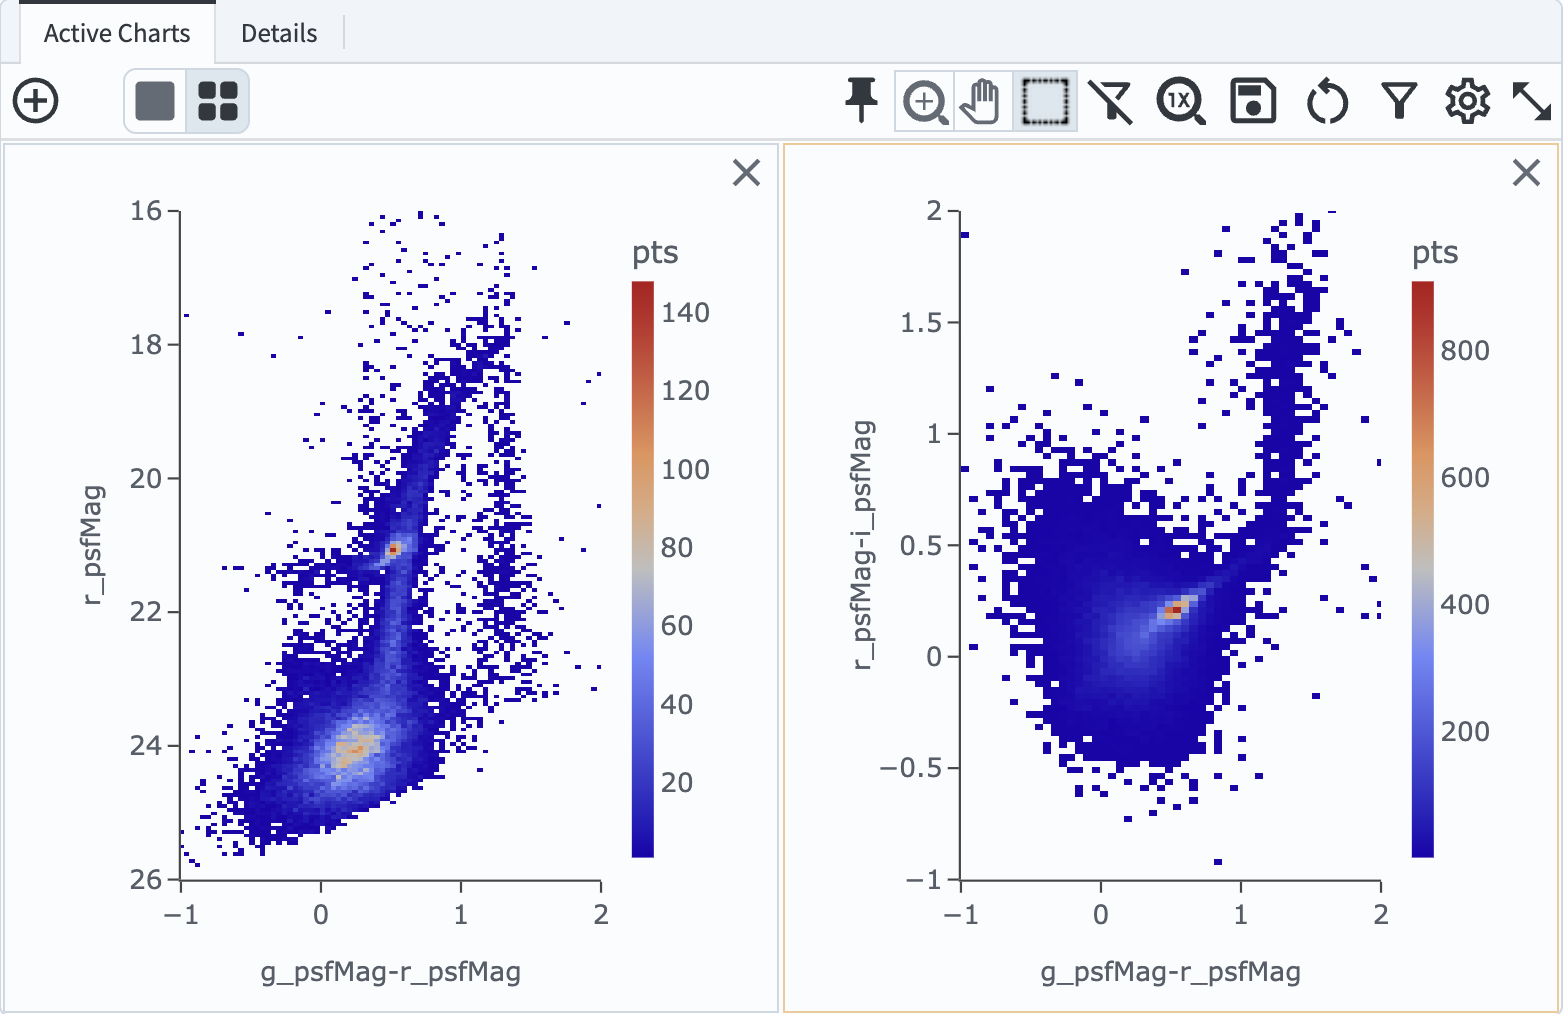 Active Charts Details
1X
16
18
20
22
24
26
−1 0 1 2
r_psfMag
g_psfMag-r_psfMag
pts
140
120
100
80
60
40
20
2
1.5
1
0.5
0
−0.5
−1
−1 0 1 2
r_psfMag-i_psfMag
g_psfMag-r_psfMag
pts
800
600
400
200